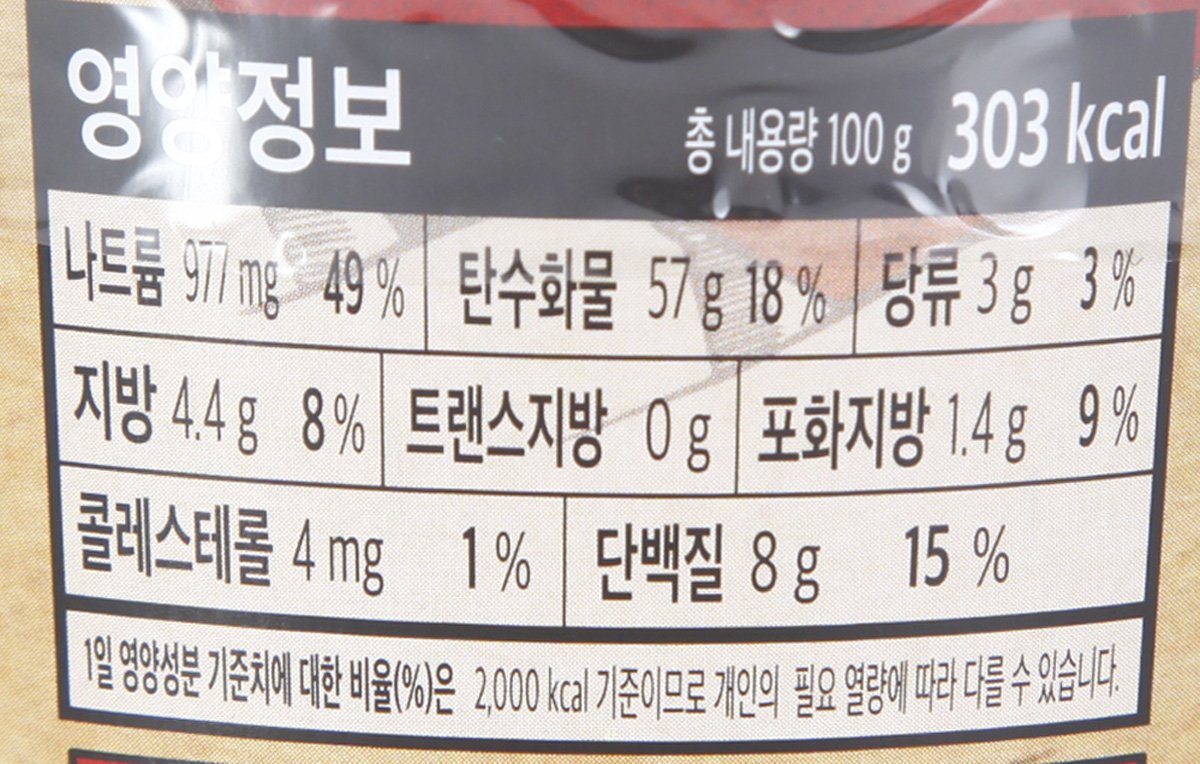 영양정보 총 내용량 100 g 303 kcal
나트륨 977 mg 49 % 탄수화물 57 g 18 % 당류 3 g 3 %
지방 4.4 g 8 % 트랜스지방 0 g 포화지방 1.4 g 9 %
콜레스테롤 4 mg 1 % 단백질 8 g 15 %
1일 영양성분 기준치에 대한 비율(%)은 2,000 kcal 기준이므로 개인의 필요 열량에 따라 다를 수 있습니다.